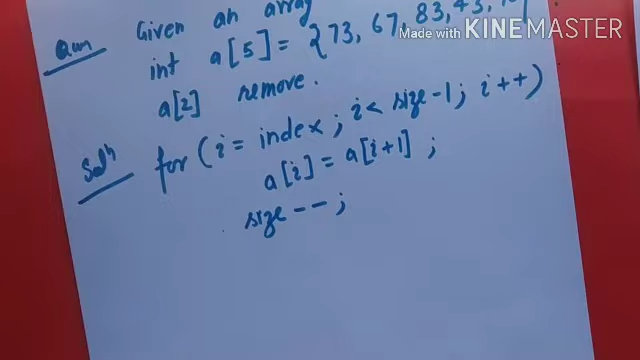 Qun Given an array
int a[5] = {73, 67, 83, 43,
a[2] remove.
Soln for (i = index; i < size-1; i++)
a[i] = a[i+1];
size--;
Made with KINEMASTER